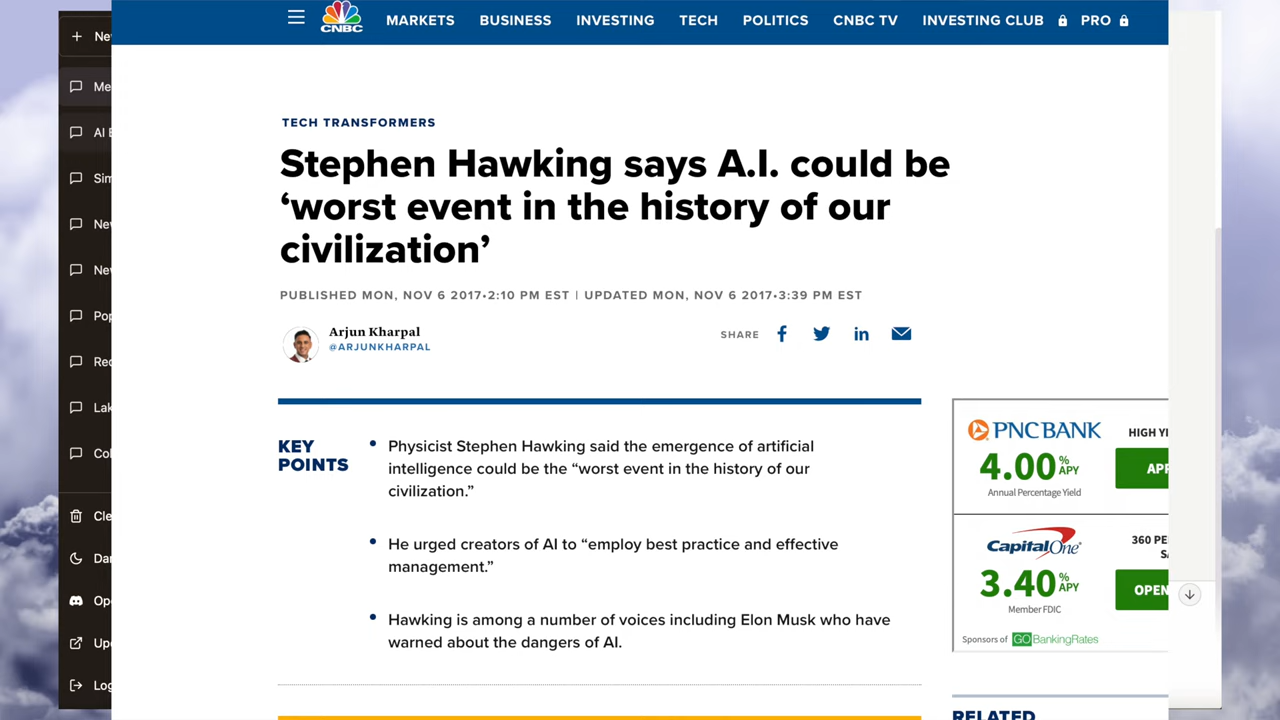 CNBC
MARKETS BUSINESS INVESTING TECH POLITICS CNBC TV INVESTING CLUB PRO
TECH TRANSFORMERS
Stephen Hawking says A.I. could be
‘worst event in the history of our
civilization’
PUBLISHED MON, NOV 6 2017•2:10 PM EST | UPDATED MON, NOV 6 2017•3:39 PM EST
Arjun Kharpal
@ARJUNKHARPAL
SHARE
KEY
POINTS
Physicist Stephen Hawking said the emergence of artificial
intelligence could be the “worst event in the history of our
civilization.”
He urged creators of AI to “employ best practice and effective
management.”
Hawking is among a number of voices including Elon Musk who have
warned about the dangers of AI.
PNC BANK
4.00% APY
Annual Percentage Yield
HIGH
Capital One
3.40% APY
Member FDIC
360
OPEN
Sponsors of GOBankingRates
RELATED
AI